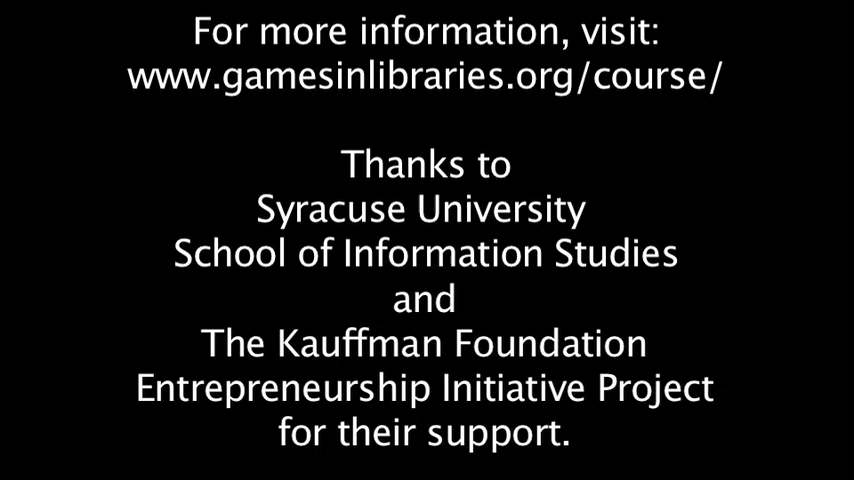 For more information, visit:
www.gamesinlibraries.org/course/
Thanks to
Syracuse University
School of Information Studies
and
The Kauffman Foundation
Entrepreneurship Initiative Project
for their support.